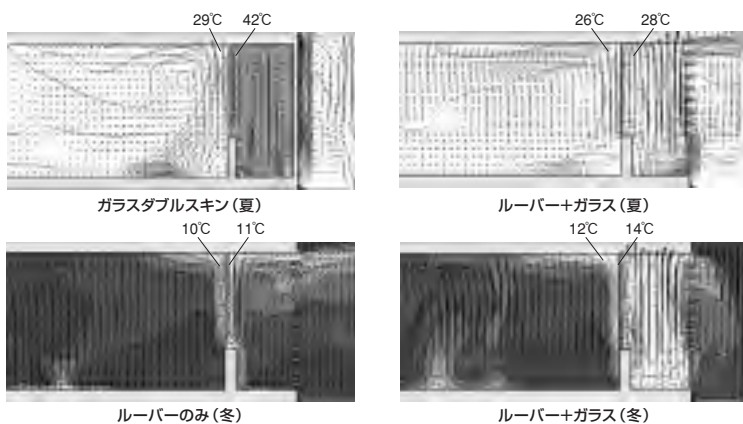 29℃ 42℃
26℃ 28℃
ガラスダブルスキン（夏）
ルーバー+ガラス（夏）
10℃ 11℃
12℃ 14℃
ルーバーのみ（冬）
ルーバー+ガラス（冬）